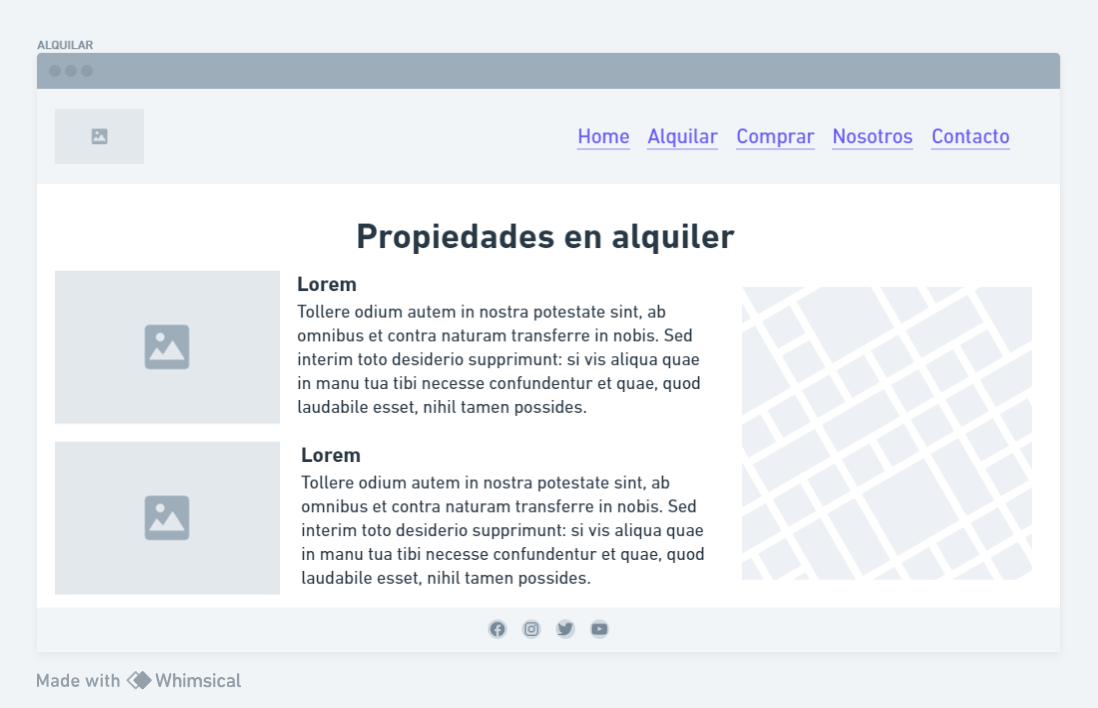 ALQUILAR
Home Alquilar Comprar Nosotros Contacto
Propiedades en alquiler
Lorem
Tollere odium autem in nostra potestate sint, ab
omnibus et contra naturam transferre in nobis. Sed
interim toto desiderio supprimunt: si vis aliqua quae
in manu tua tibi necesse confundentur et quae, quod
laudabile esset, nihil tamen possides.
Lorem
Tollere odium autem in nostra potestate sint, ab
omnibus et contra naturam transferre in nobis. Sed
interim toto desiderio supprimunt: si vis aliqua quae
in manu tua tibi necesse confundentur et quae, quod
laudabile esset, nihil tamen possides.
Made with Whimsical